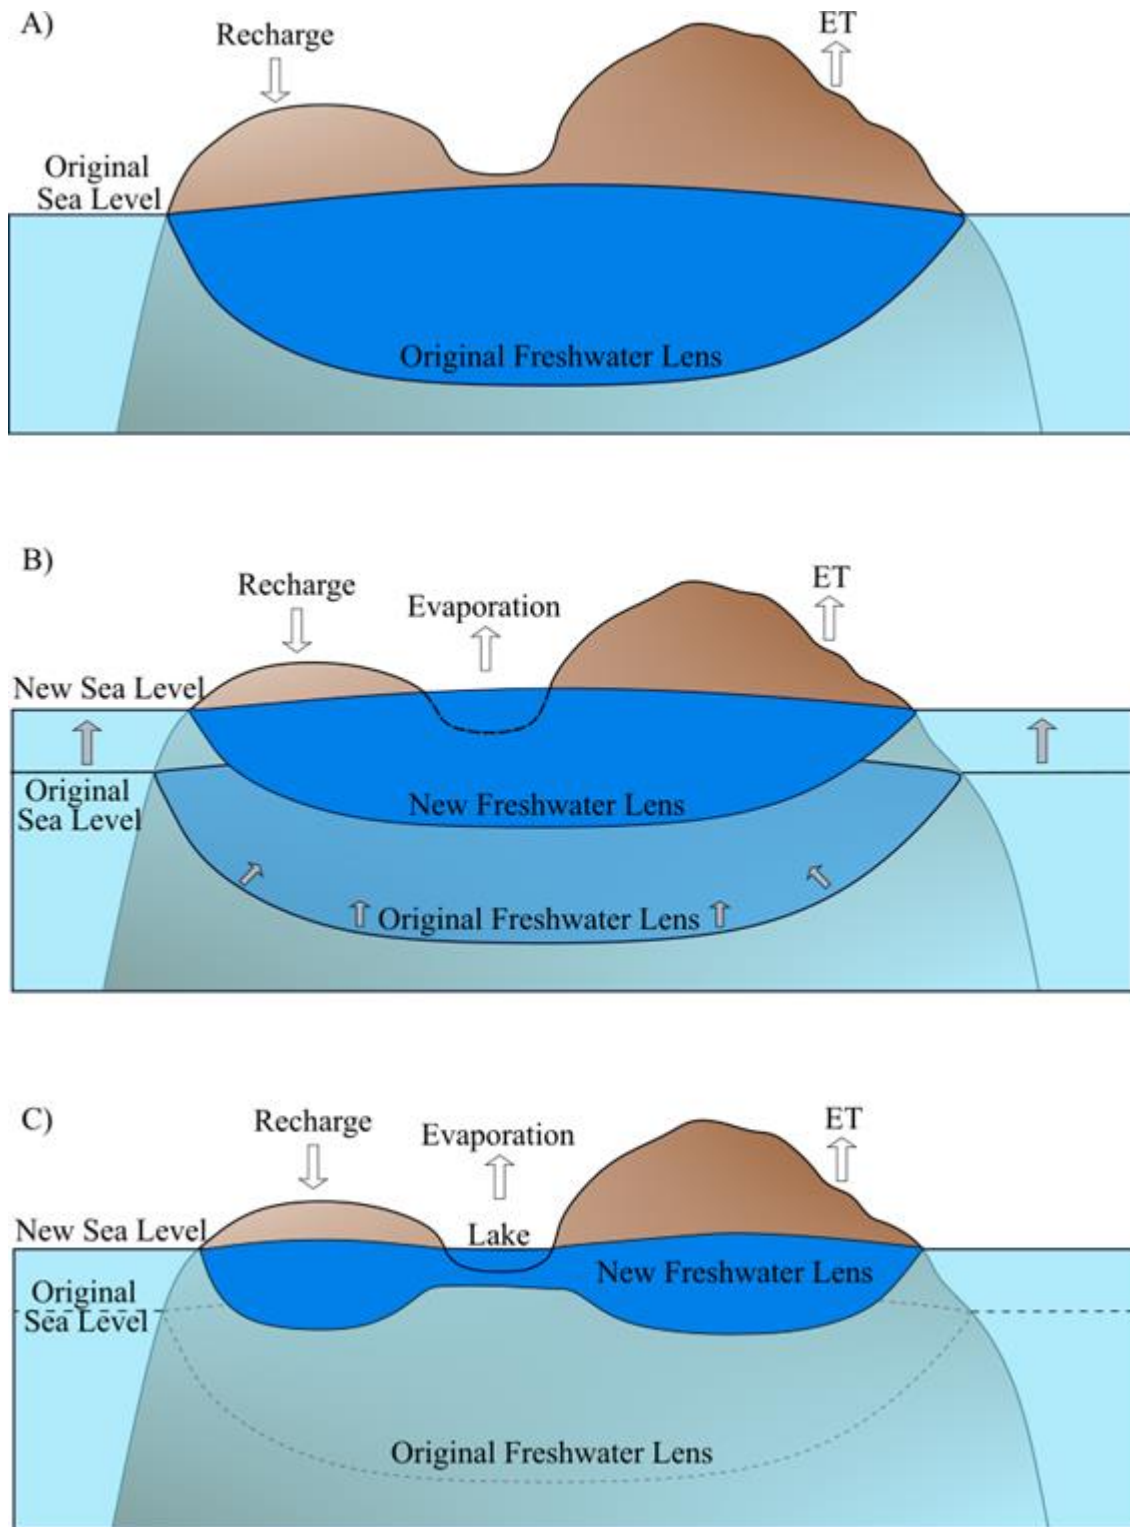 A)
Recharge
ET
Original
Sea Level
Original Freshwater Lens
B)
Recharge
Evaporation
ET
New Sea Level
Original
Sea Level
New Freshwater Lens
Original Freshwater Lens
C)
Recharge
Evaporation
ET
New Sea Level
Lake
New Freshwater Lens
Original
Sea Level
Original Freshwater Lens